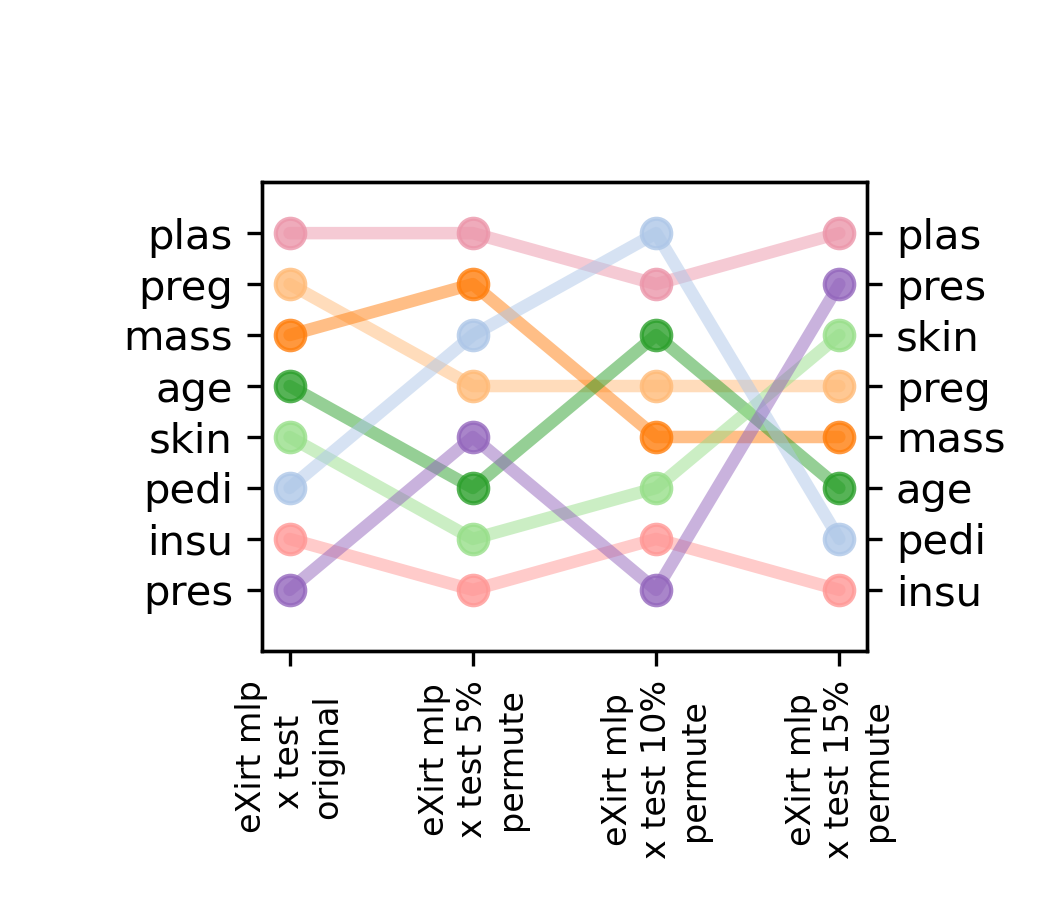 plas
preg
mass
age
skin
pedi
insu
pres
plas
pres
skin
preg
mass
age
pedi
insu
eXirt mlp
x test
original
eXirt mlp
x test 5%
permute
eXirt mlp
x test 10%
permute
eXirt mlp
x test 15%
permute